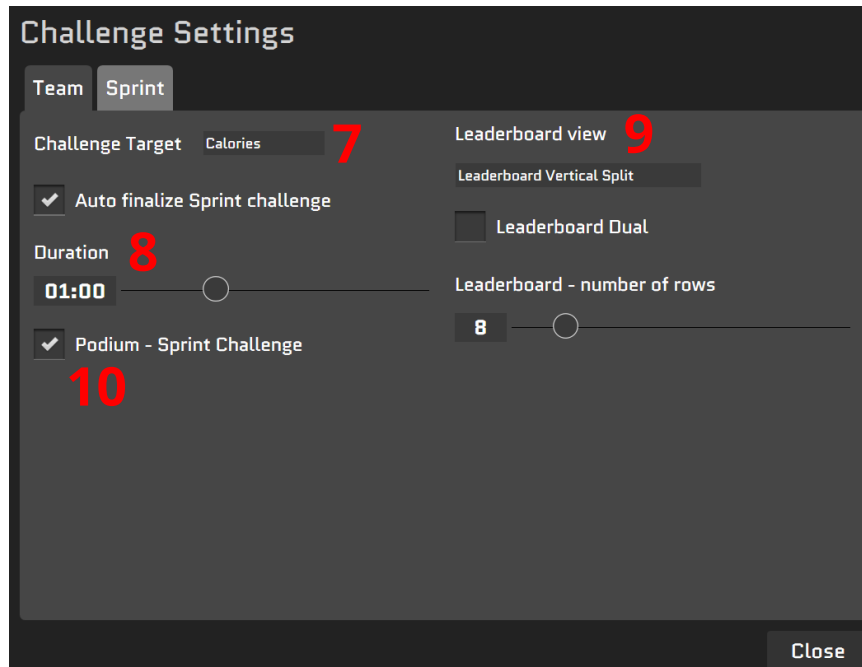 Challenge Settings
Team Sprint
Challenge Target Calories 7
Auto finalize Sprint challenge
Duration 8
01:00
Podium - Sprint Challenge
10
Leaderboard view 9
Leaderboard Vertical Split
Leaderboard Dual
Leaderboard - number of rows
8
Close